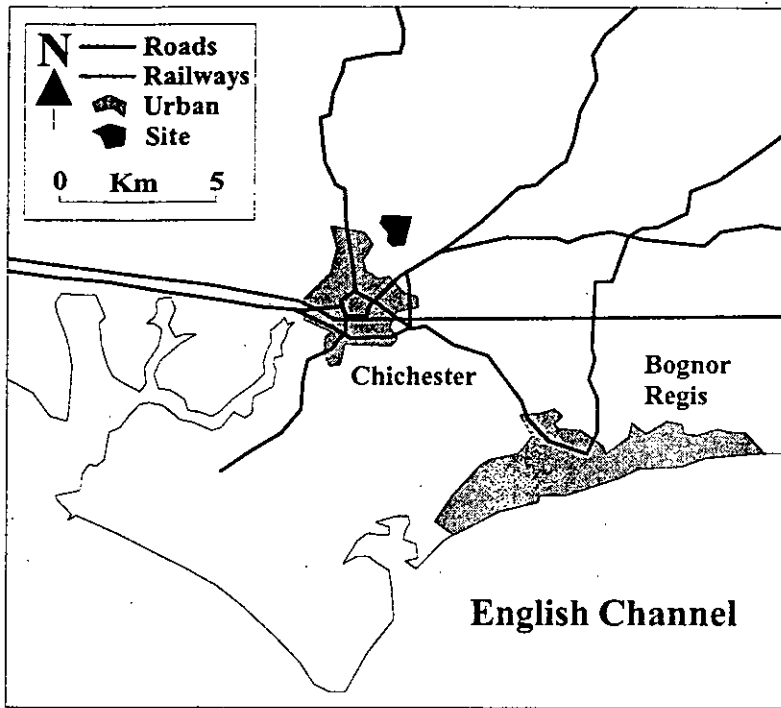 N
Roads
Railways
Urban
Site
0 Km 5
Chichester
Bognor
Regis
English Channel